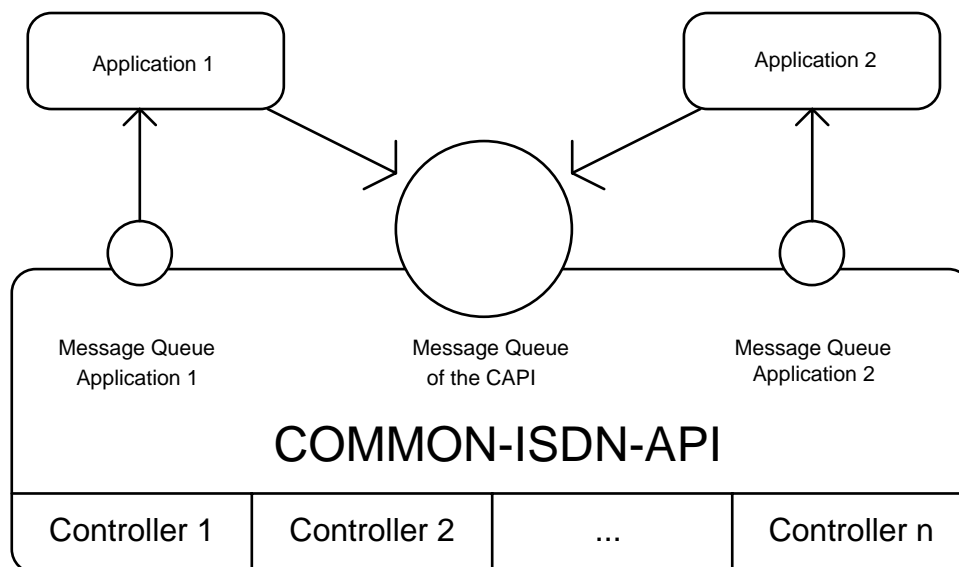 Application 1
Application 2
Message Queue
Application 1
Message Queue
of the CAPI
Message Queue
Application 2
COMMON-ISDN-API
Controller 1
Controller 2
...
Controller n